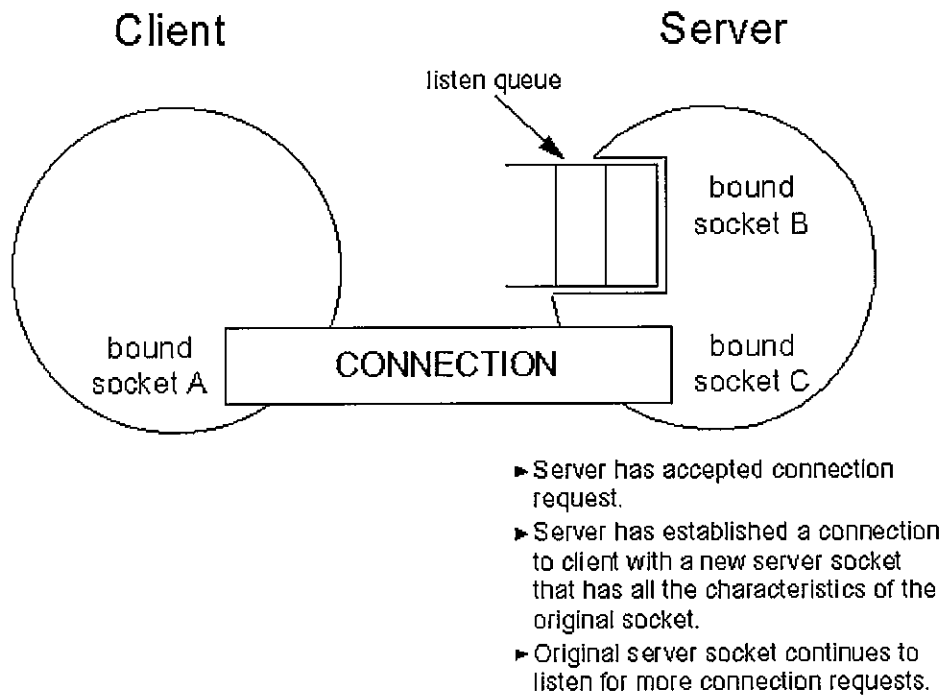 Client
Server
listen queue
bound
socket B
bound
socket A
CONNECTION
bound
socket C
► Server has accepted connection
request.
► Server has established a connection
to client with a new server socket
that has all the characteristics of the
original socket.
► Original server socket continues to
listen for more connection requests.